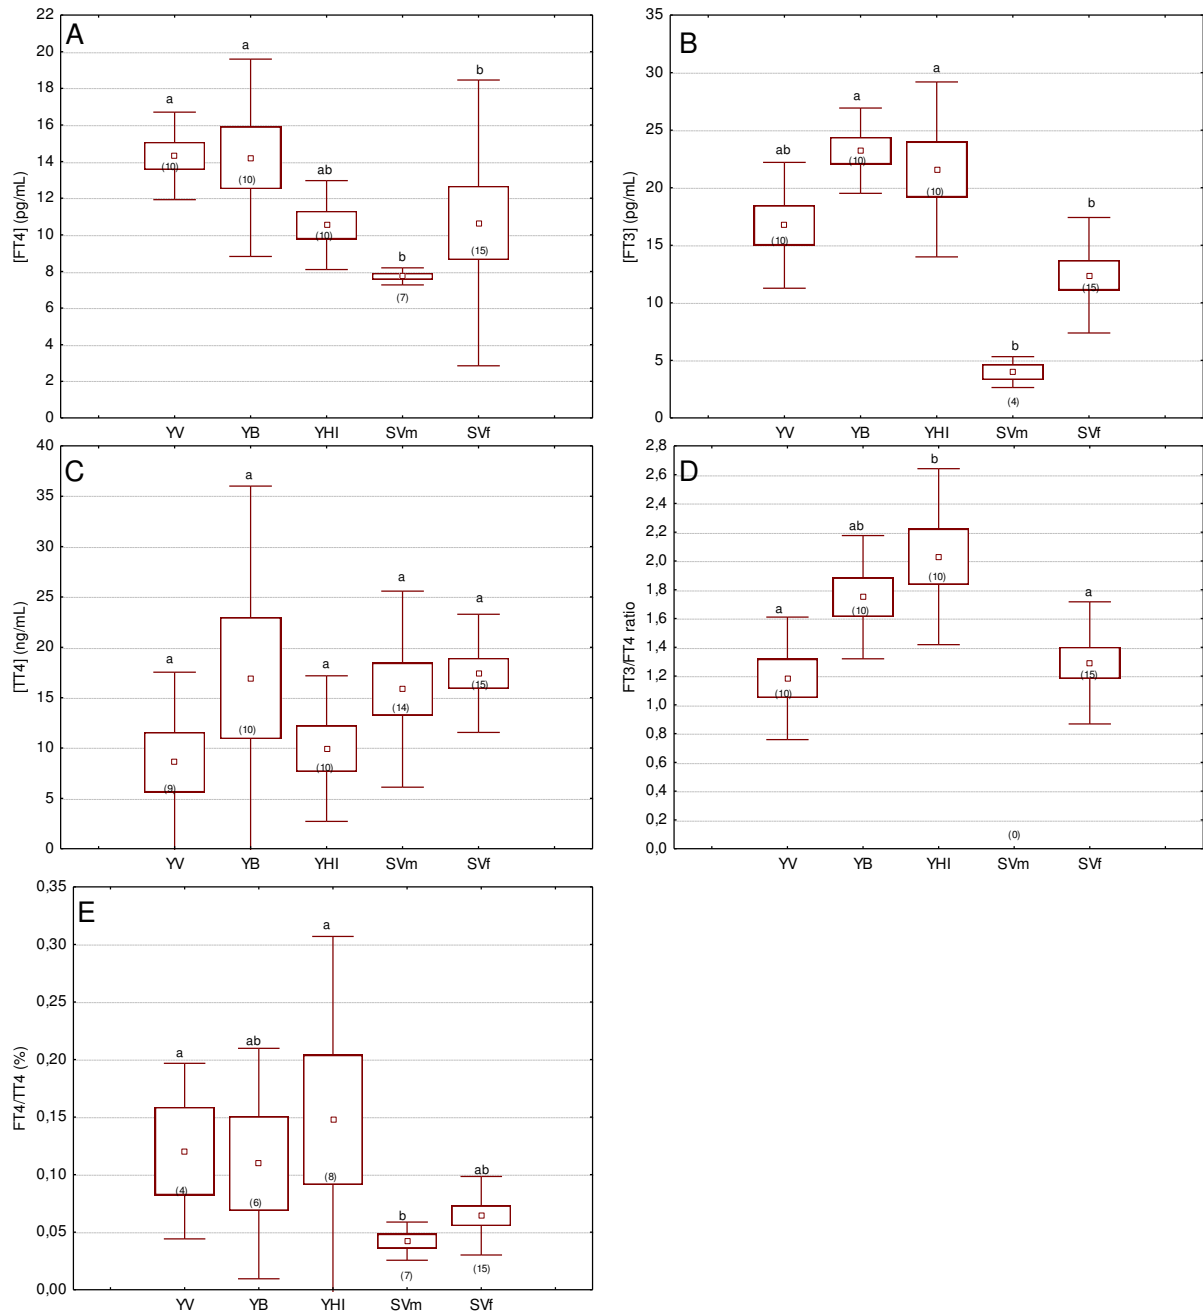 A
[FT4] (pg/mL)
22
20
18
16
14
12
10
8
6
4
2
0
a
a
ab
b
b
(10)
(10)
(10)
(7)
(15)
YV YB YHI SVm SVf
B
[FT3] (pg/mL)
35
30
25
20
15
10
5
0
ab
a
a
b
b
(10)
(10)
(10)
(4)
(15)
YV YB YHI SVm SVf
C
[TT4] (ng/mL)
40
35
30
25
20
15
10
5
0
a
a
a
a
a
(9)
(10)
(10)
(14)
(15)
YV YB YHI SVm SVf
D
FT3/FT4 ratio
2,8
2,6
2,4
2,2
2,0
1,8
1,6
1,4
1,2
1,0
0,8
0,6
0,4
0,2
0,0
a
ab
b
a
(10)
(10)
(10)
(0)
(15)
YV YB YHI SVm SVf
E
FT4/TT4 (%)
0,35
0,30
0,25
0,20
0,15
0,10
0,05
0,00
a
ab
a
b
ab
(4)
(6)
(8)
(7)
(15)
YV YB YHI SVm SVf